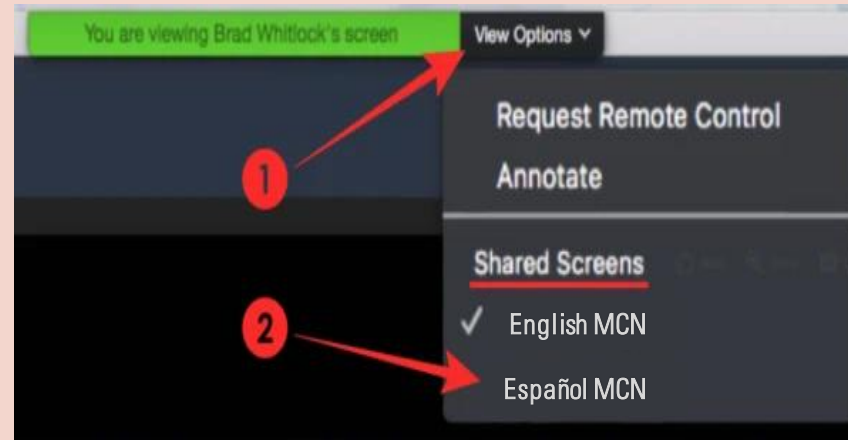 You are viewing Brad Whitlock's screen
View Options
Request Remote Control
Annotate
1
Shared Screens
2
English MCN
Español MCN